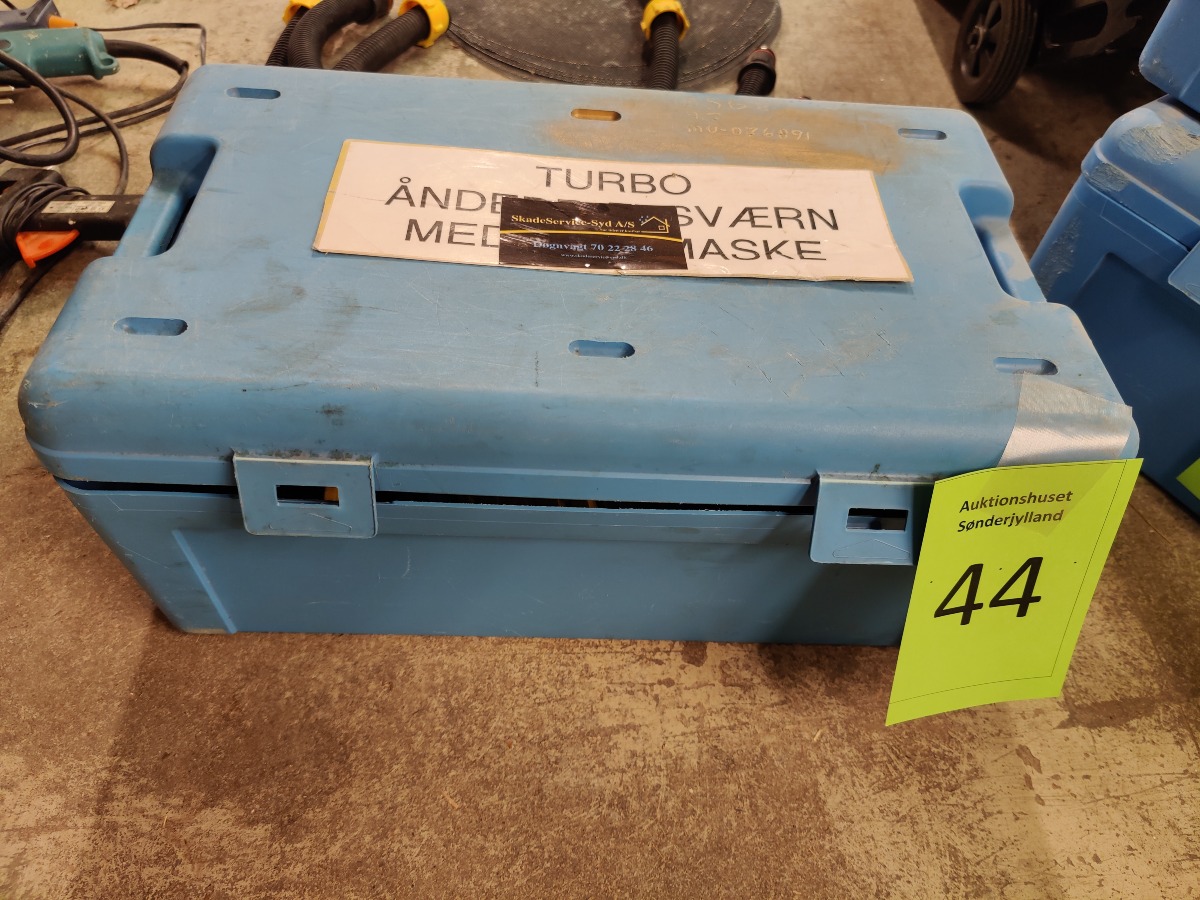 TURBO
ÅNDE SVÆRN
MED MASKE
SkadeService-Syd A/S
Døgnvagt 70 22 28 46
Auktionshuset
Sønderjylland
44